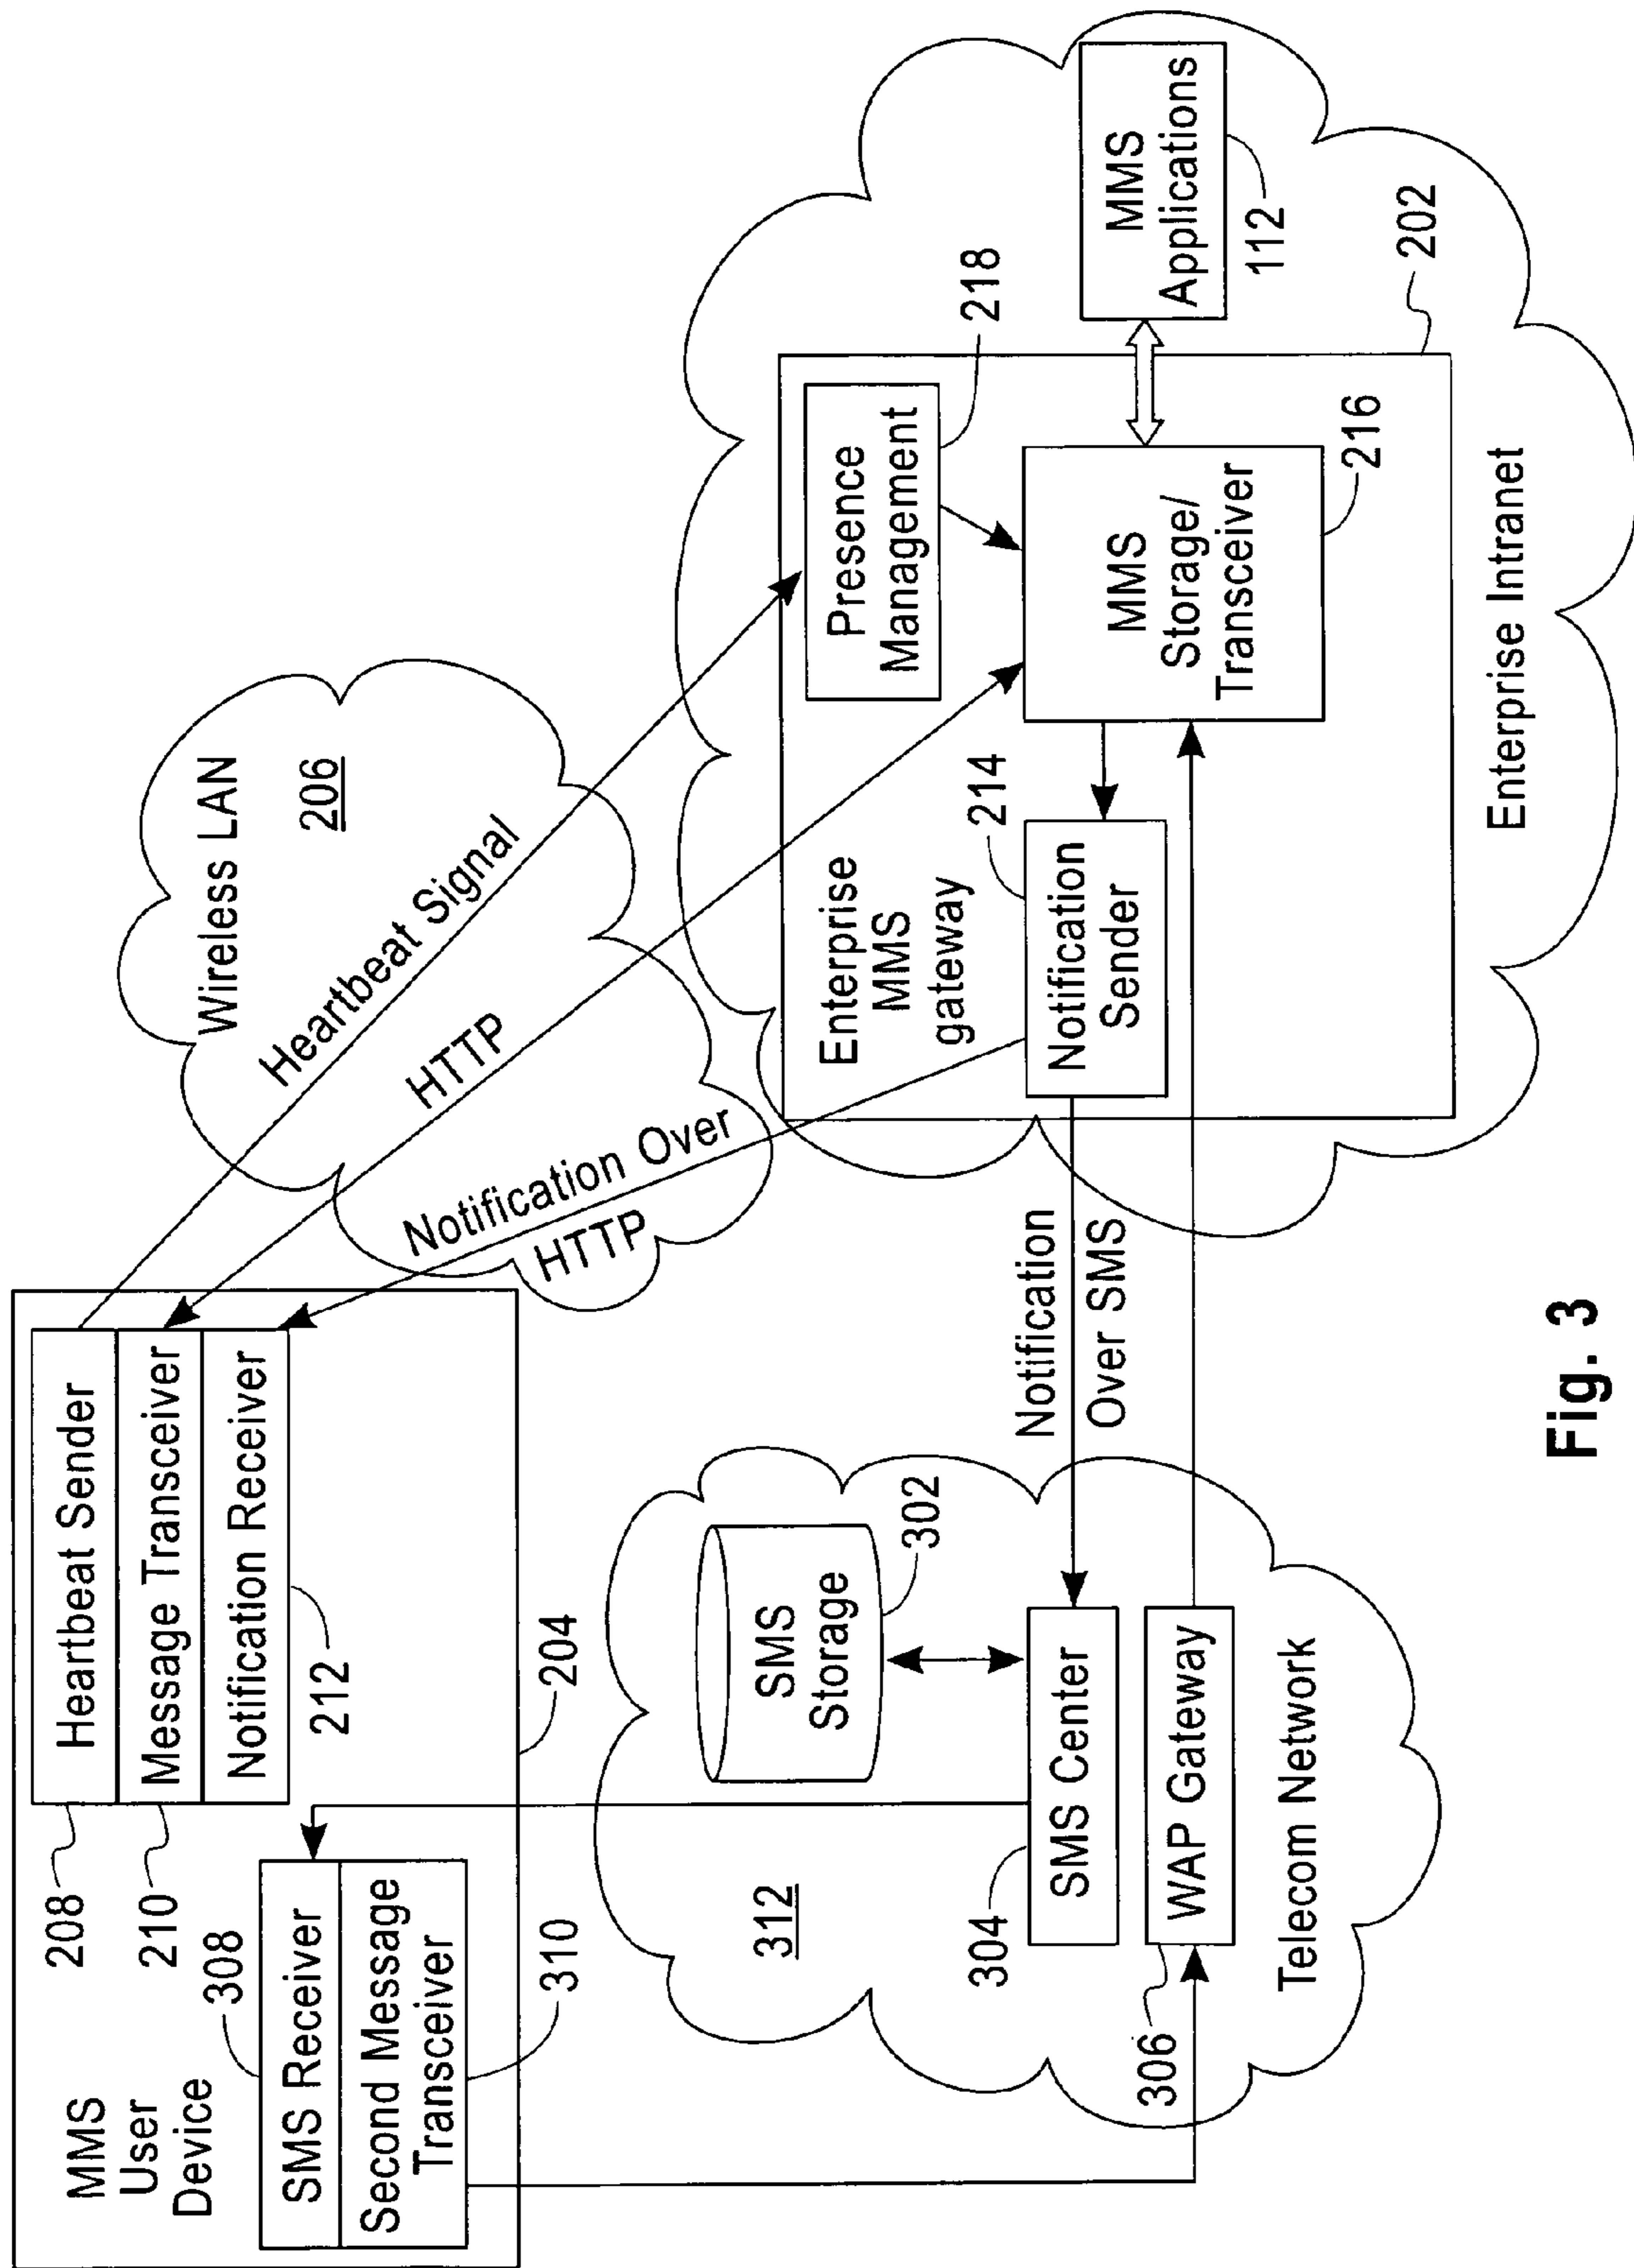 MMS
User
Device
Heartbeat Sender
Message Transceiver
Notification Receiver
208
210
212
308
SMS Receiver
Second Message
Transceiver
310
204
Wireless LAN
206
Heartbeat Signal
HTTP
Notification Over
HTTP
312
SMS
Storage
302
304
SMS Center
306
WAP Gateway
Telecom Network
Notification
Over SMS
Enterprise
MMS
gateway
214
Notification
Sender
Presence
Management
218
MMS
Storage/
Transceiver
216
MMS
Applications
112
202
Enterprise Intranet
Fig. 3